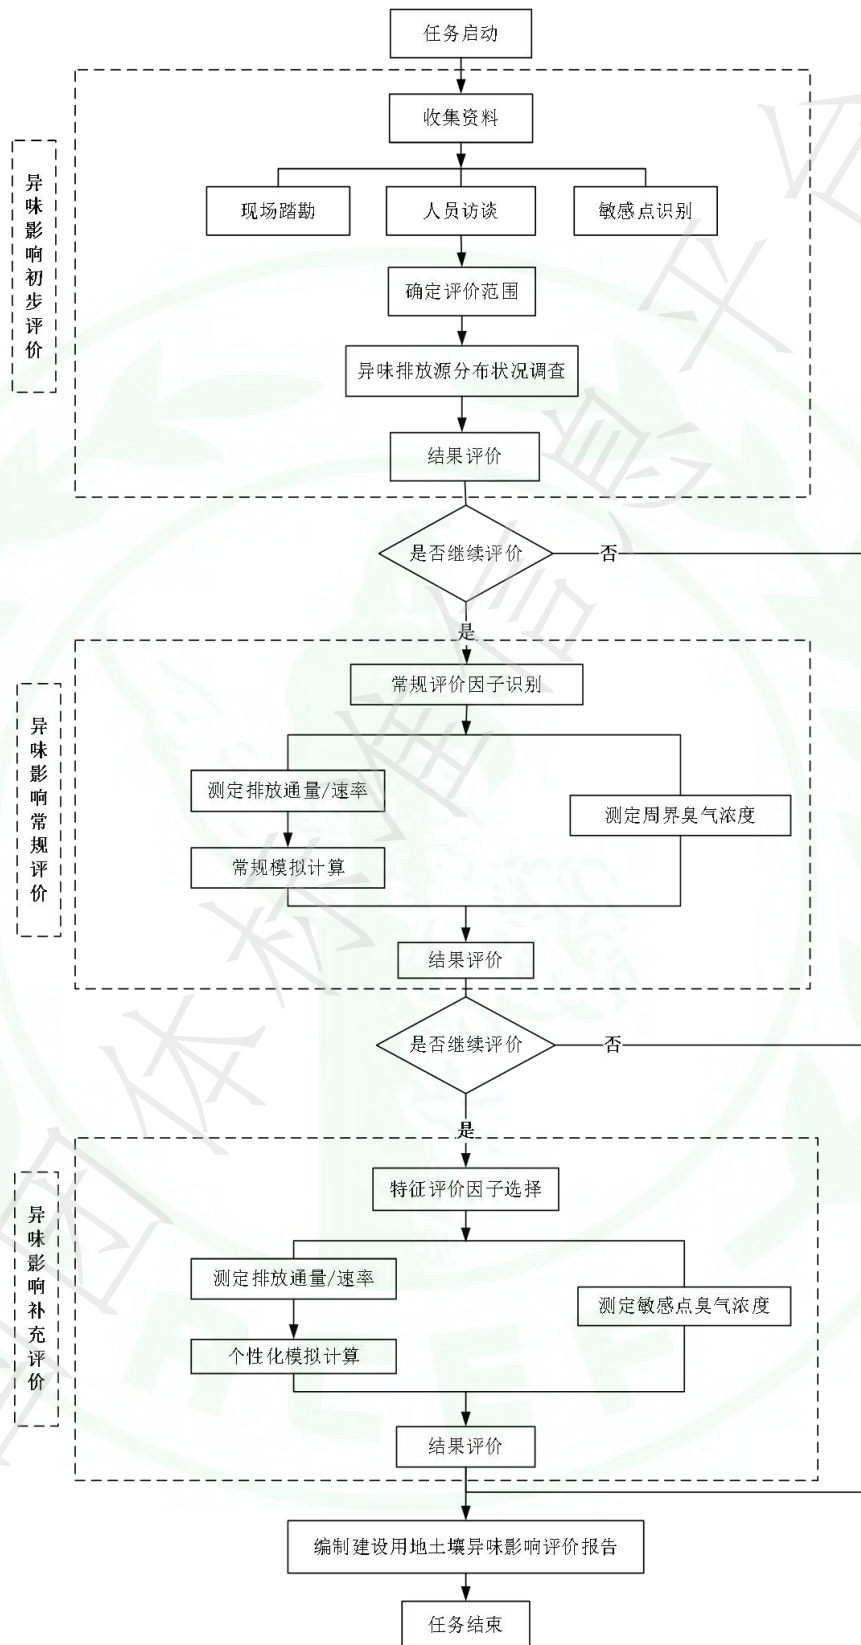 任务启动
收集资料
现场踏勘
人员访谈
敏感点识别
确定评价范围
异味排放源分布状况调查
结果评价
异味影响初步评价
是否继续评价
否
是
常规评价因子识别
测定排放通量/速率
测定周界臭气浓度
常规模拟计算
结果评价
异味影响常规评价
是否继续评价
否
是
特征评价因子选择
测定排放通量/速率
测定敏感点臭气浓度
个性化模拟计算
结果评价
异味影响补充评价
编制建设用地土壤异味影响评价报告
任务结束
团体标准信息平台
ACEF